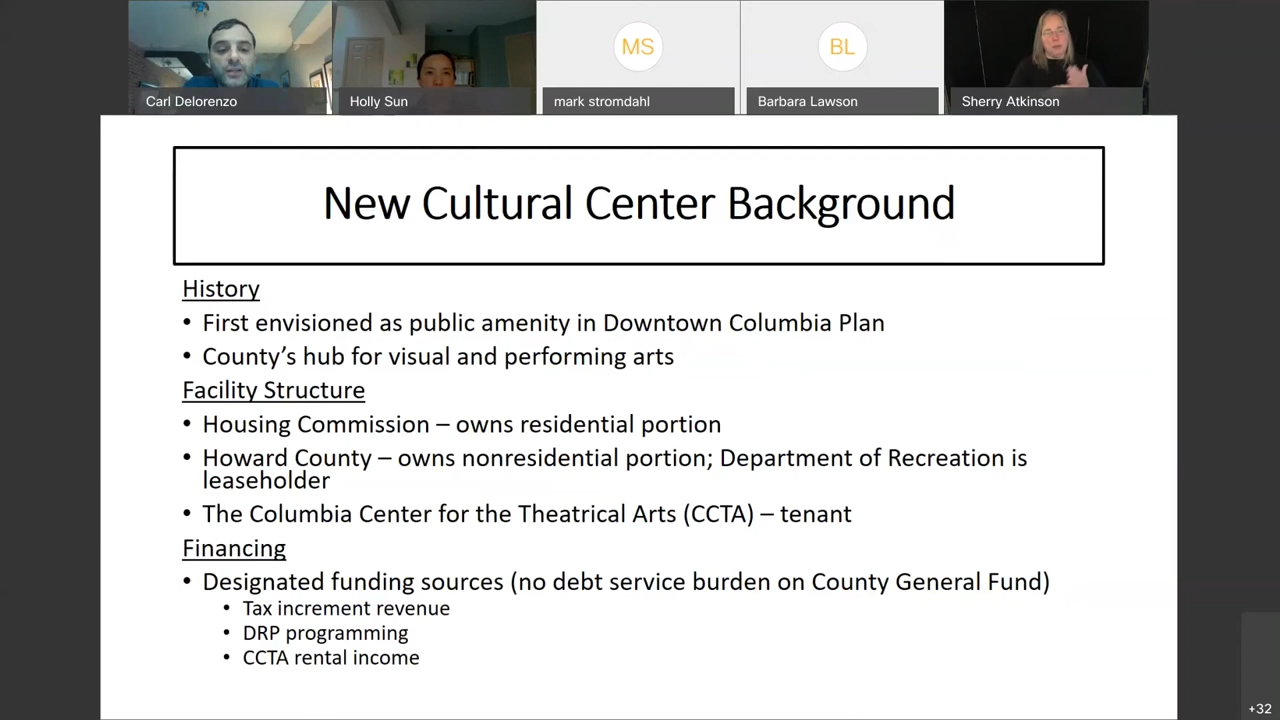 MS
BL
Carl Delorenzo
Holly Sun
mark stromdahl
Barbara Lawson
Sherry Atkinson
New Cultural Center Background
History
• First envisioned as public amenity in Downtown Columbia Plan
• County’s hub for visual and performing arts
Facility Structure
• Housing Commission – owns residential portion
• Howard County – owns nonresidential portion; Department of Recreation is
leaseholder
• The Columbia Center for the Theatrical Arts (CCTA) – tenant
Financing
• Designated funding sources (no debt service burden on County General Fund)
• Tax increment revenue
• DRP programming
• CCTA rental income
+32